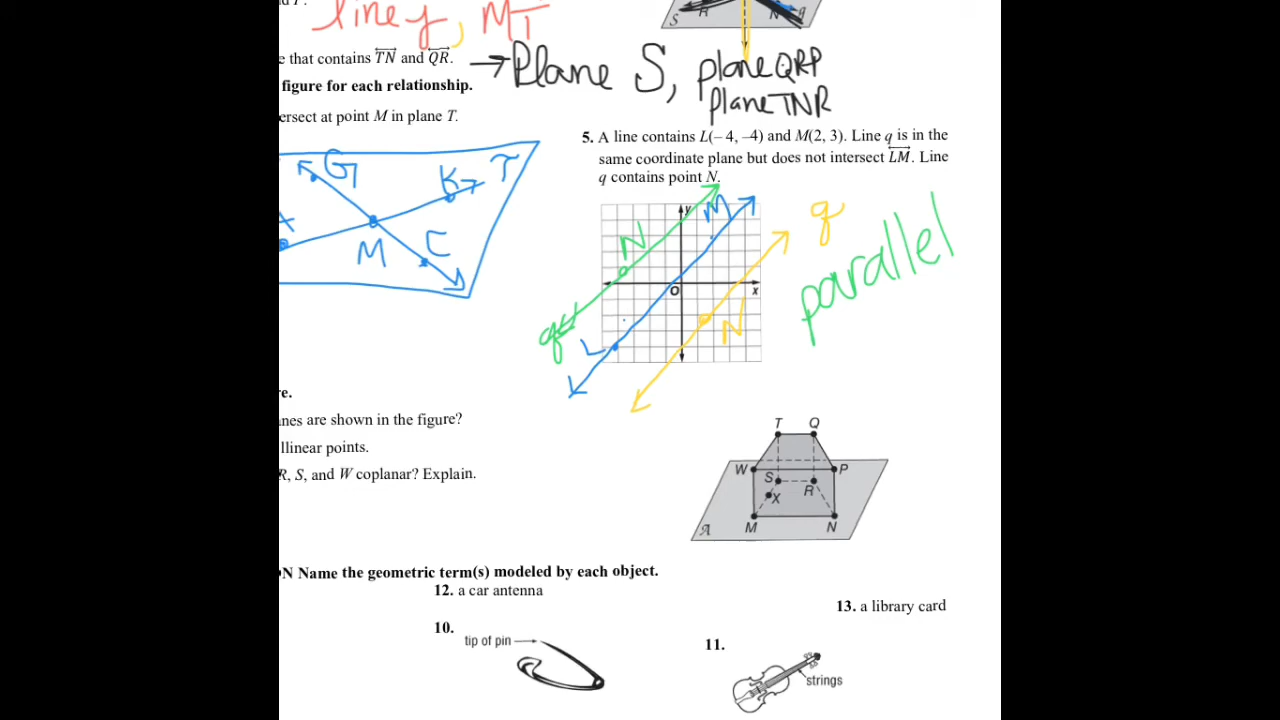 line y, MT
S R N q
e that contains TN and QR.
→ Plane S, plane QRP
plane TNR
figure for each relationship.
ersect at point M in plane T.
G K T
M C
5. A line contains L(– 4, –4) and M(2, 3). Line q is in the
same coordinate plane but does not intersect LM. Line
q contains point N.
y M q
N
O x
N
q L
parallel
re.
nes are shown in the figure?
llinear points.
R, S, and W coplanar? Explain.
T Q
W P
S R
X
A M N
N Name the geometric term(s) modeled by each object.
12. a car antenna
13. a library card
10.
tip of pin
11.
strings